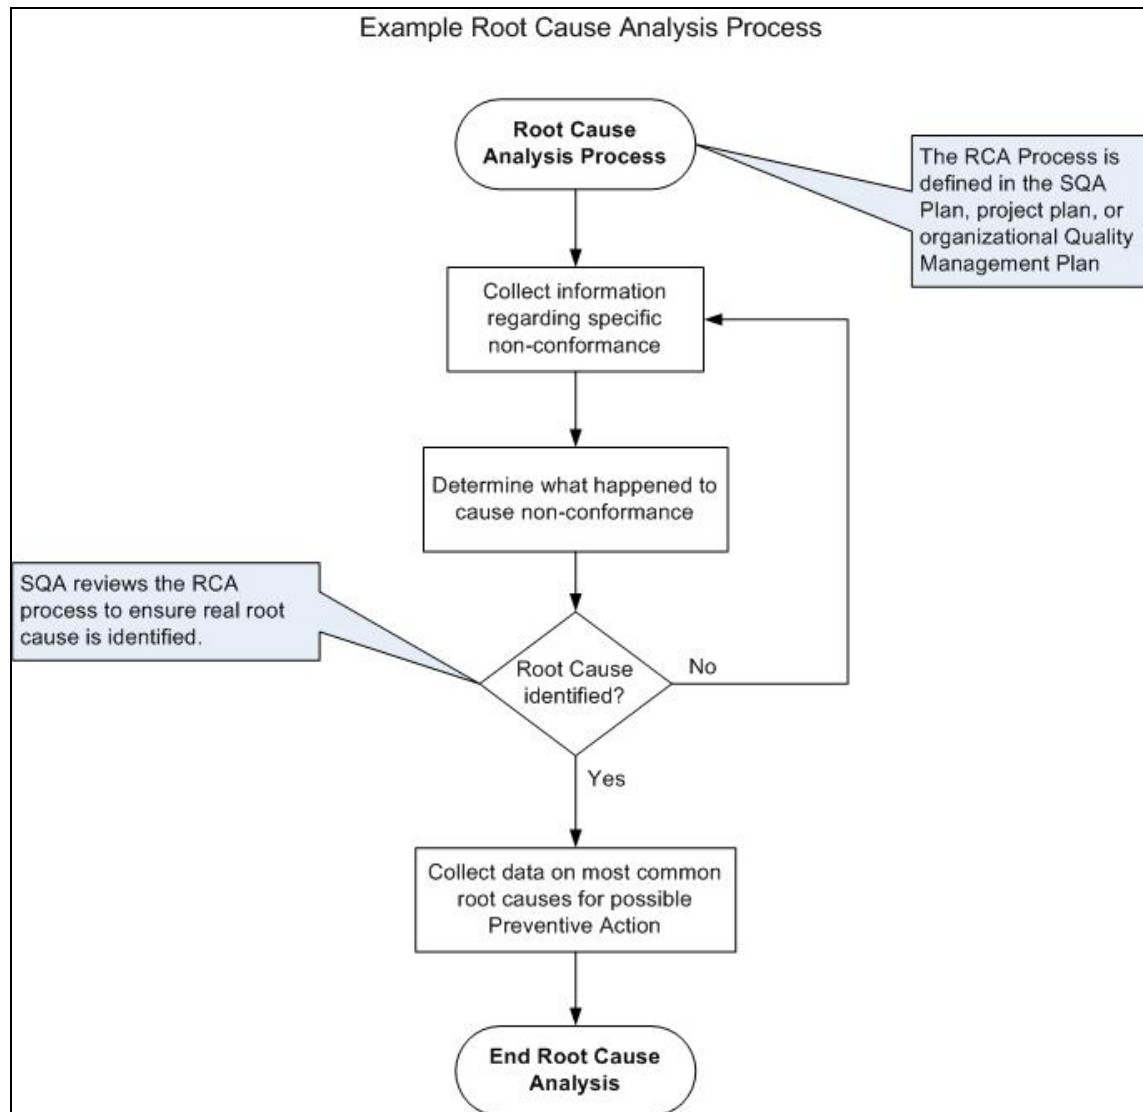 Example Root Cause Analysis Process
Root Cause
Analysis Process
The RCA Process is
defined in the SQA
Plan, project plan, or
organizational Quality
Management Plan
Collect information
regarding specific
non-conformance
Determine what happened to
cause non-conformance
SQA reviews the RCA
process to ensure real root
cause is identified.
Root Cause
identified?
No
Yes
Collect data on most common
root causes for possible
Preventive Action
End Root Cause
Analysis